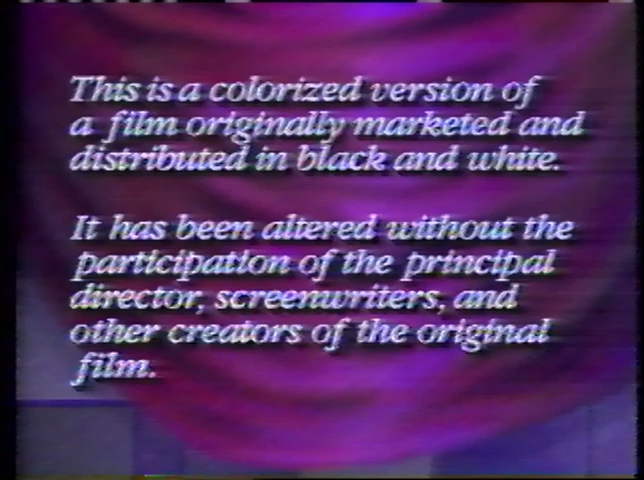 This is a colorized version of
a film originally marketed and
distributed in black and white.
It has been altered without the
participation of the principal
director, screenwriters, and
other creators of the original
film.